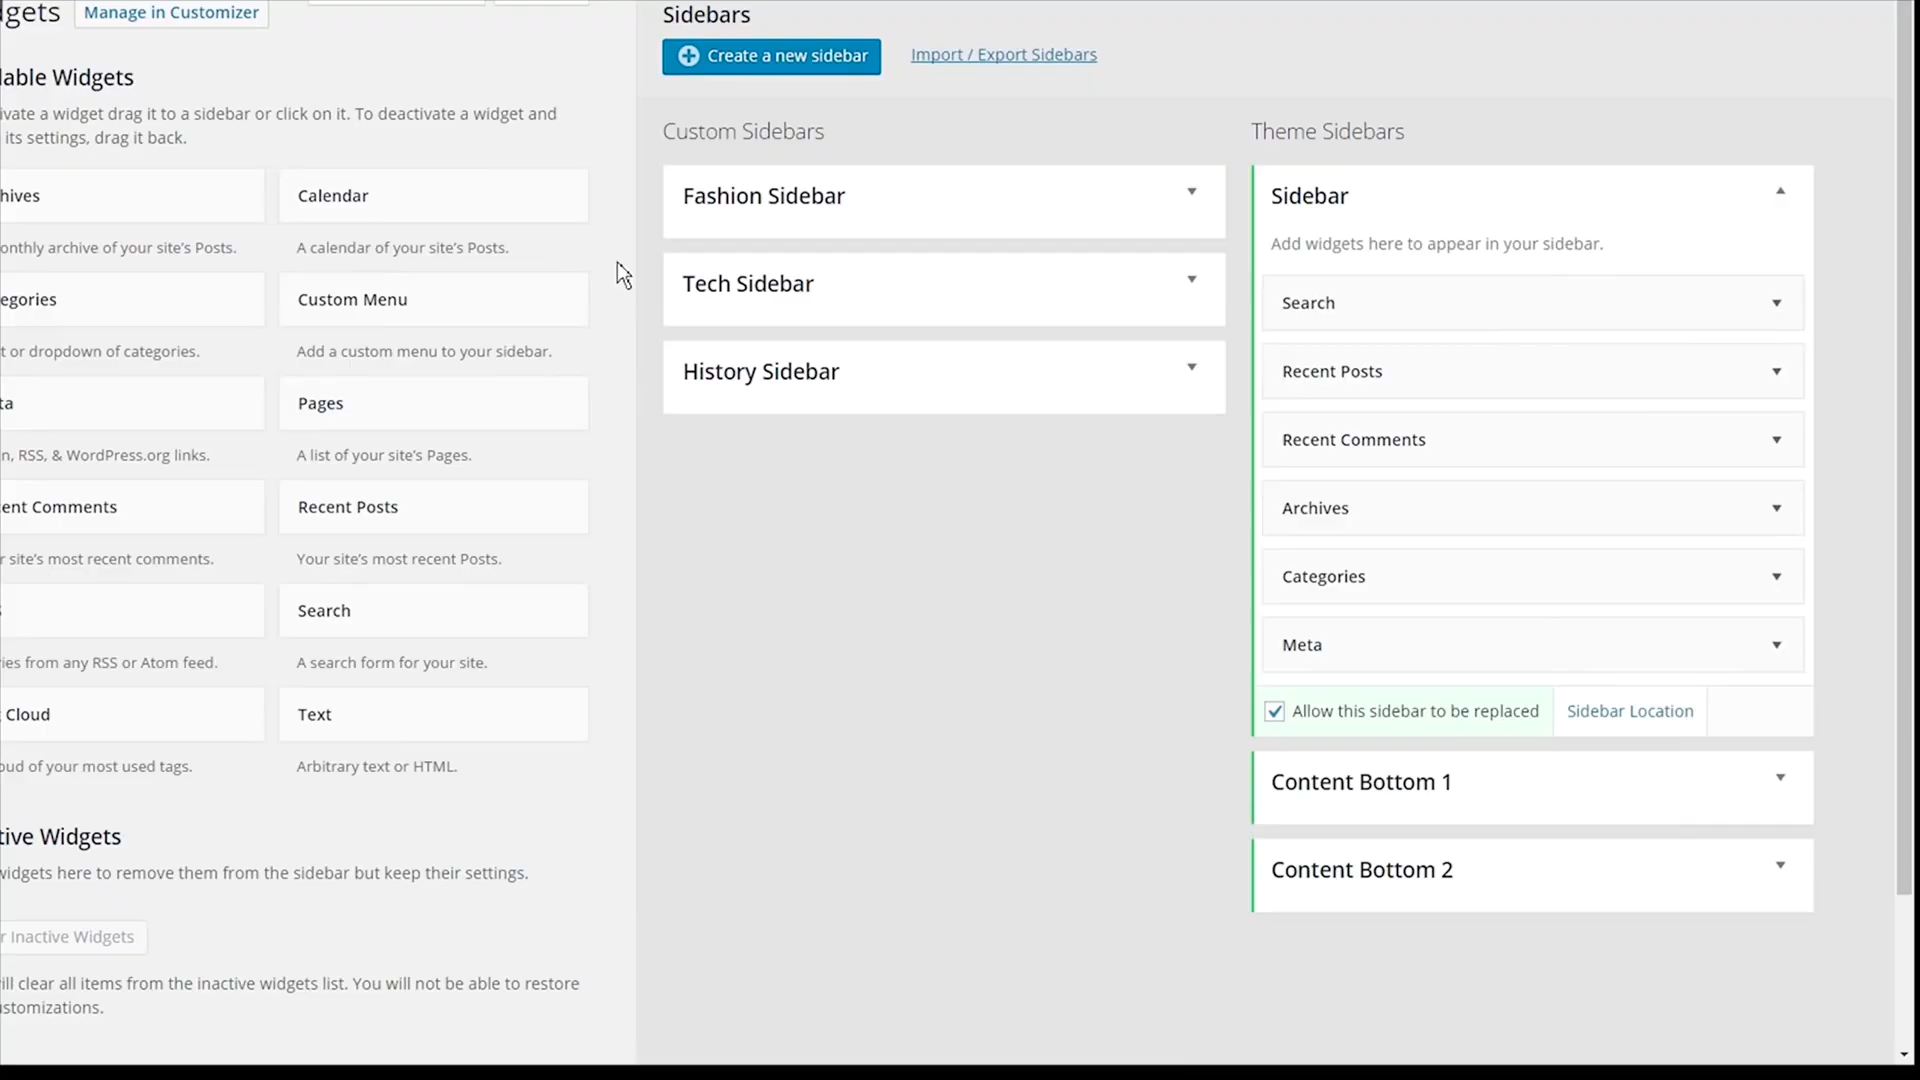 Manage in Customizer
Widgets
activate a widget drag it to a sidebar or click on it. To deactivate a widget and
its settings, drag it back.
Calendar
onthly archive of your site's Posts.
A calendar of your site's Posts.
Custom Menu
t or dropdown of categories.
Add a custom menu to your sidebar.
Pages
n, RSS, & WordPress.org links.
A list of your site's Pages.
ent Comments
Recent Posts
r site's most recent comments.
Your site's most recent Posts.
Search
ies from any RSS or Atom feed.
A search form for your site.
Cloud
Text
oud of your most used tags.
Arbitrary text or HTML.
tive Widgets
widgets here to remove them from the sidebar but keep their settings.
r Inactive Widgets
ill clear all items from the inactive widgets list. You will not be able to restore
ustomizations.
Sidebars
Create a new sidebar
Import / Export Sidebars
Custom Sidebars
Fashion Sidebar
Tech Sidebar
History Sidebar
Theme Sidebars
Sidebar
Add widgets here to appear in your sidebar.
Search
Recent Posts
Recent Comments
Archives
Categories
Meta
Allow this sidebar to be replaced
Sidebar Location
Content Bottom 1
Content Bottom 2